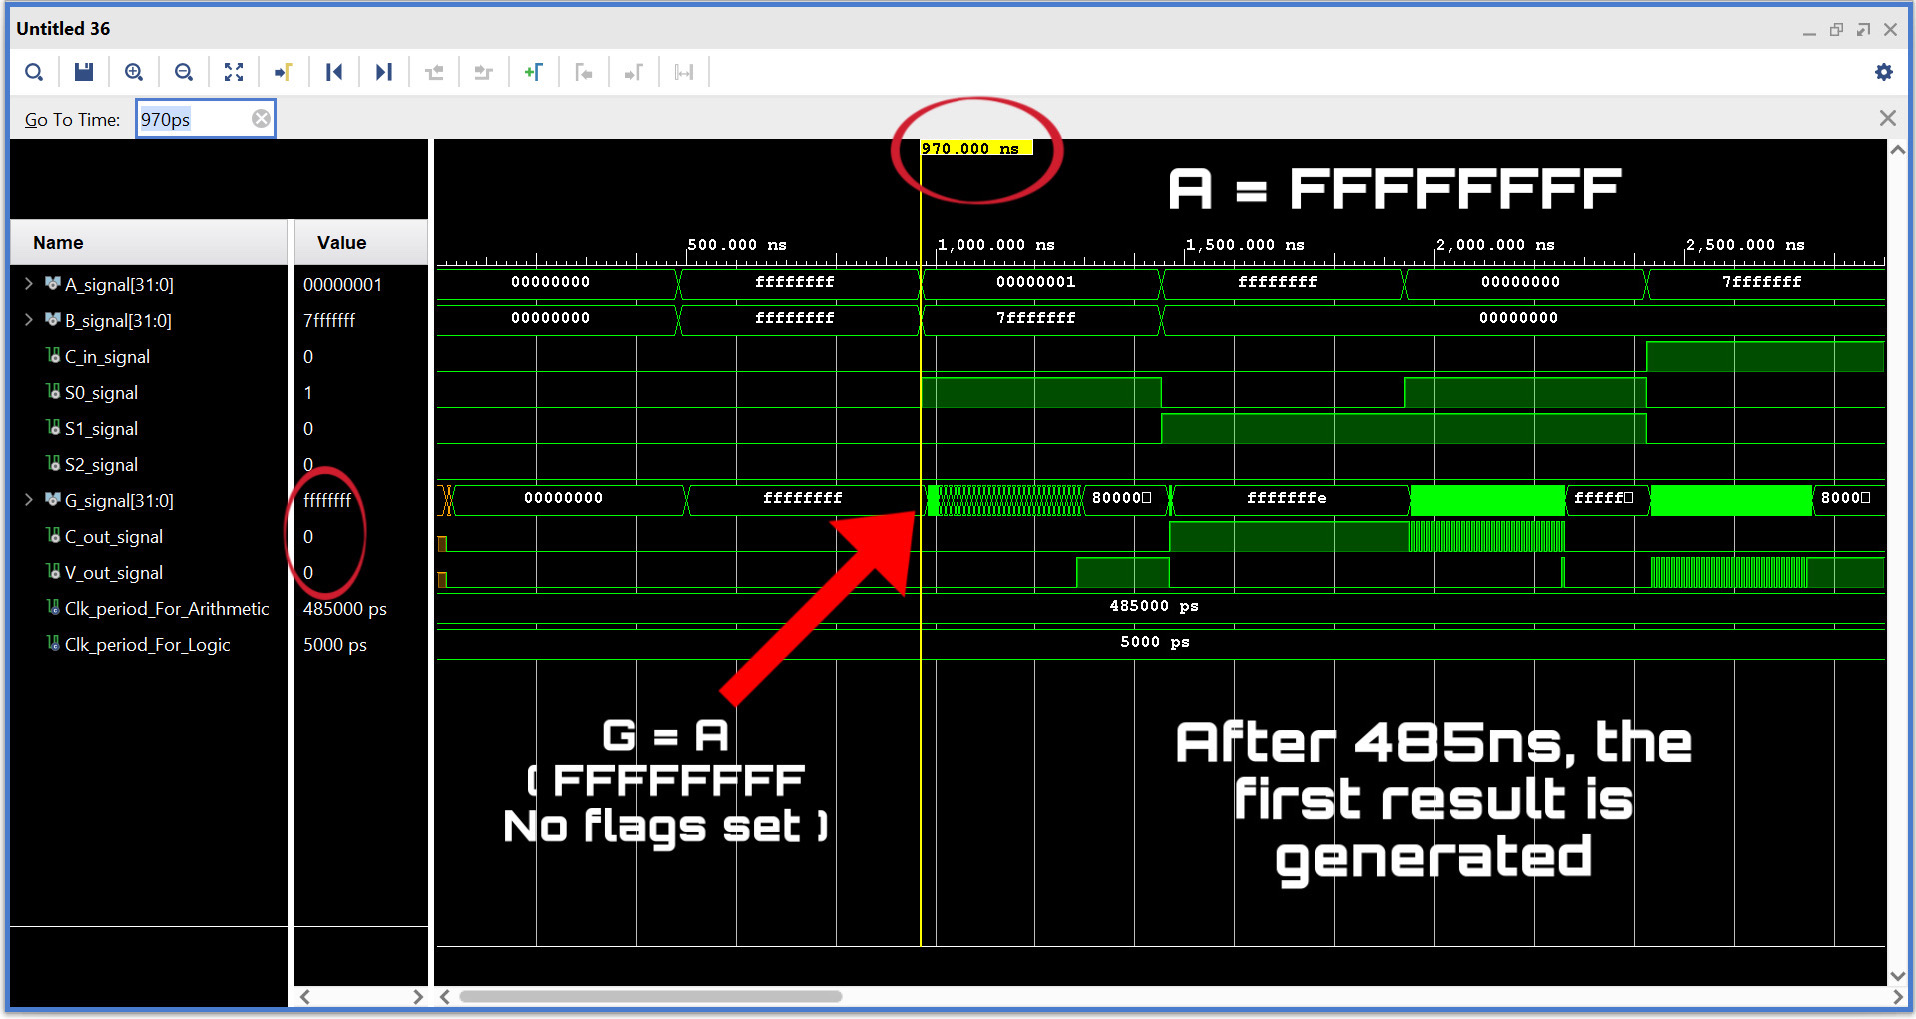 Untitled 36
Go To Time: 970ps
970.000 ns
A = FFFFFFFF
Name Value
500.000 ns 1,000.000 ns 1,500.000 ns 2,000.000 ns 2,500.000 ns
A_signal[31:0] 00000001 00000000 ffffffff 00000001 ffffffff 00000000 7fffffff
B_signal[31:0] 7fffffff 00000000 ffffffff 7fffffff 00000000
C_in_signal 0
S0_signal 1
S1_signal 0
S2_signal 0
G_signal[31:0] ffffffff 00000000 ffffffff 80000 fffffffe fffff 8000
C_out_signal 0
V_out_signal 0
Clk_period_For_Arithmetic 485000 ps 485000 ps
Clk_period_For_Logic 5000 ps 5000 ps
G = A
( FFFFFFFF
No flags set )
After 485ns, the
first result is
generated